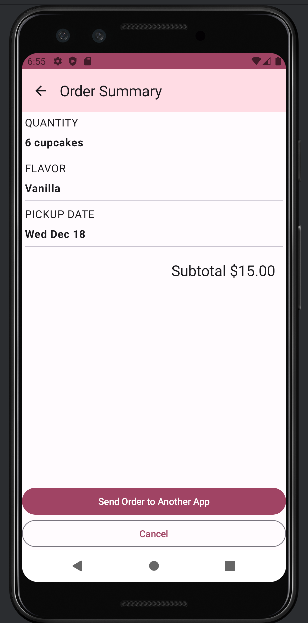 6:55
Order Summary
QUANTITY
6 cupcakes
FLAVOR
Vanilla
PICKUP DATE
Wed Dec 18
Subtotal $15.00
Send Order to Another App
Cancel